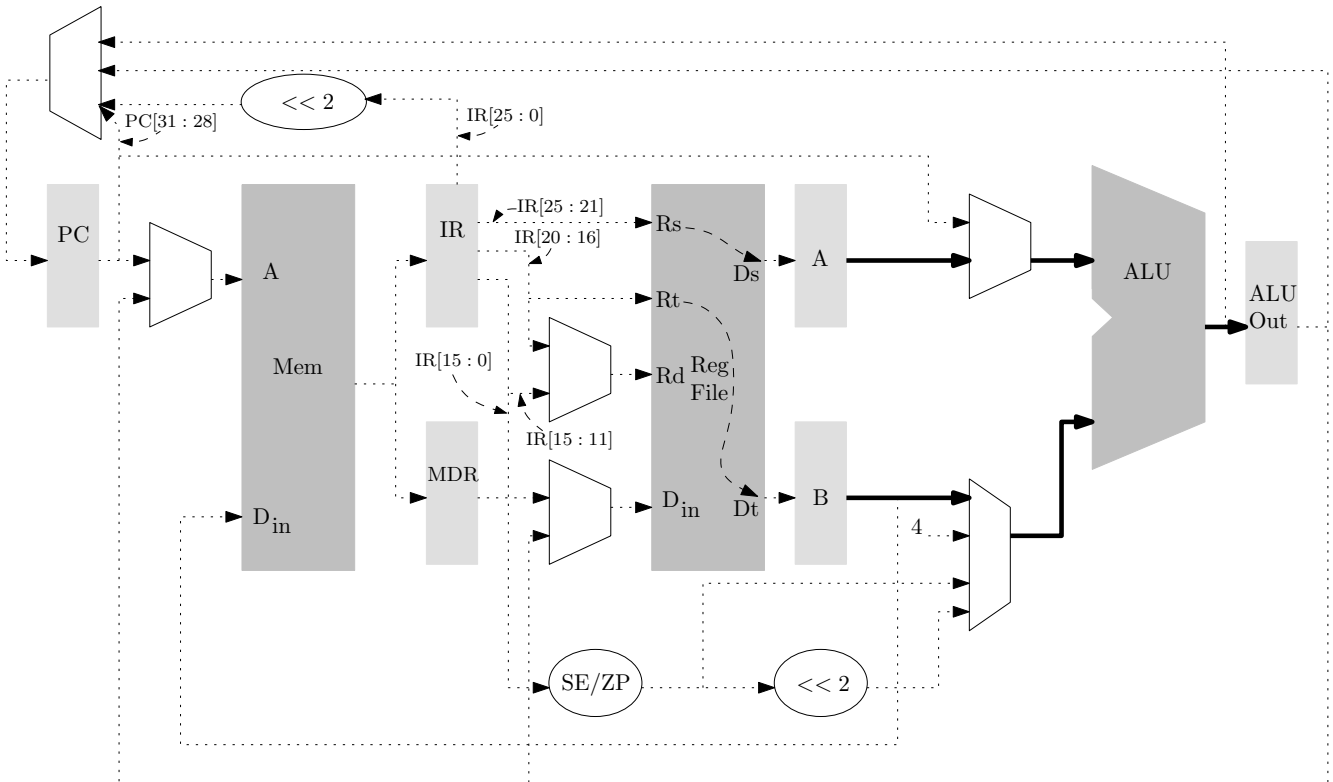 << 2
PC[31 : 28]
IR[25 : 0]
PC
A
Mem
D in
IR
IR[25 : 21]
IR[20 : 16]
IR[15 : 0]
IR[15 : 11]
MDR
Rs
Ds
Rt
Rd
Reg
File
D in
Dt
A
B
4
ALU
ALU
Out
SE/ZP
<< 2